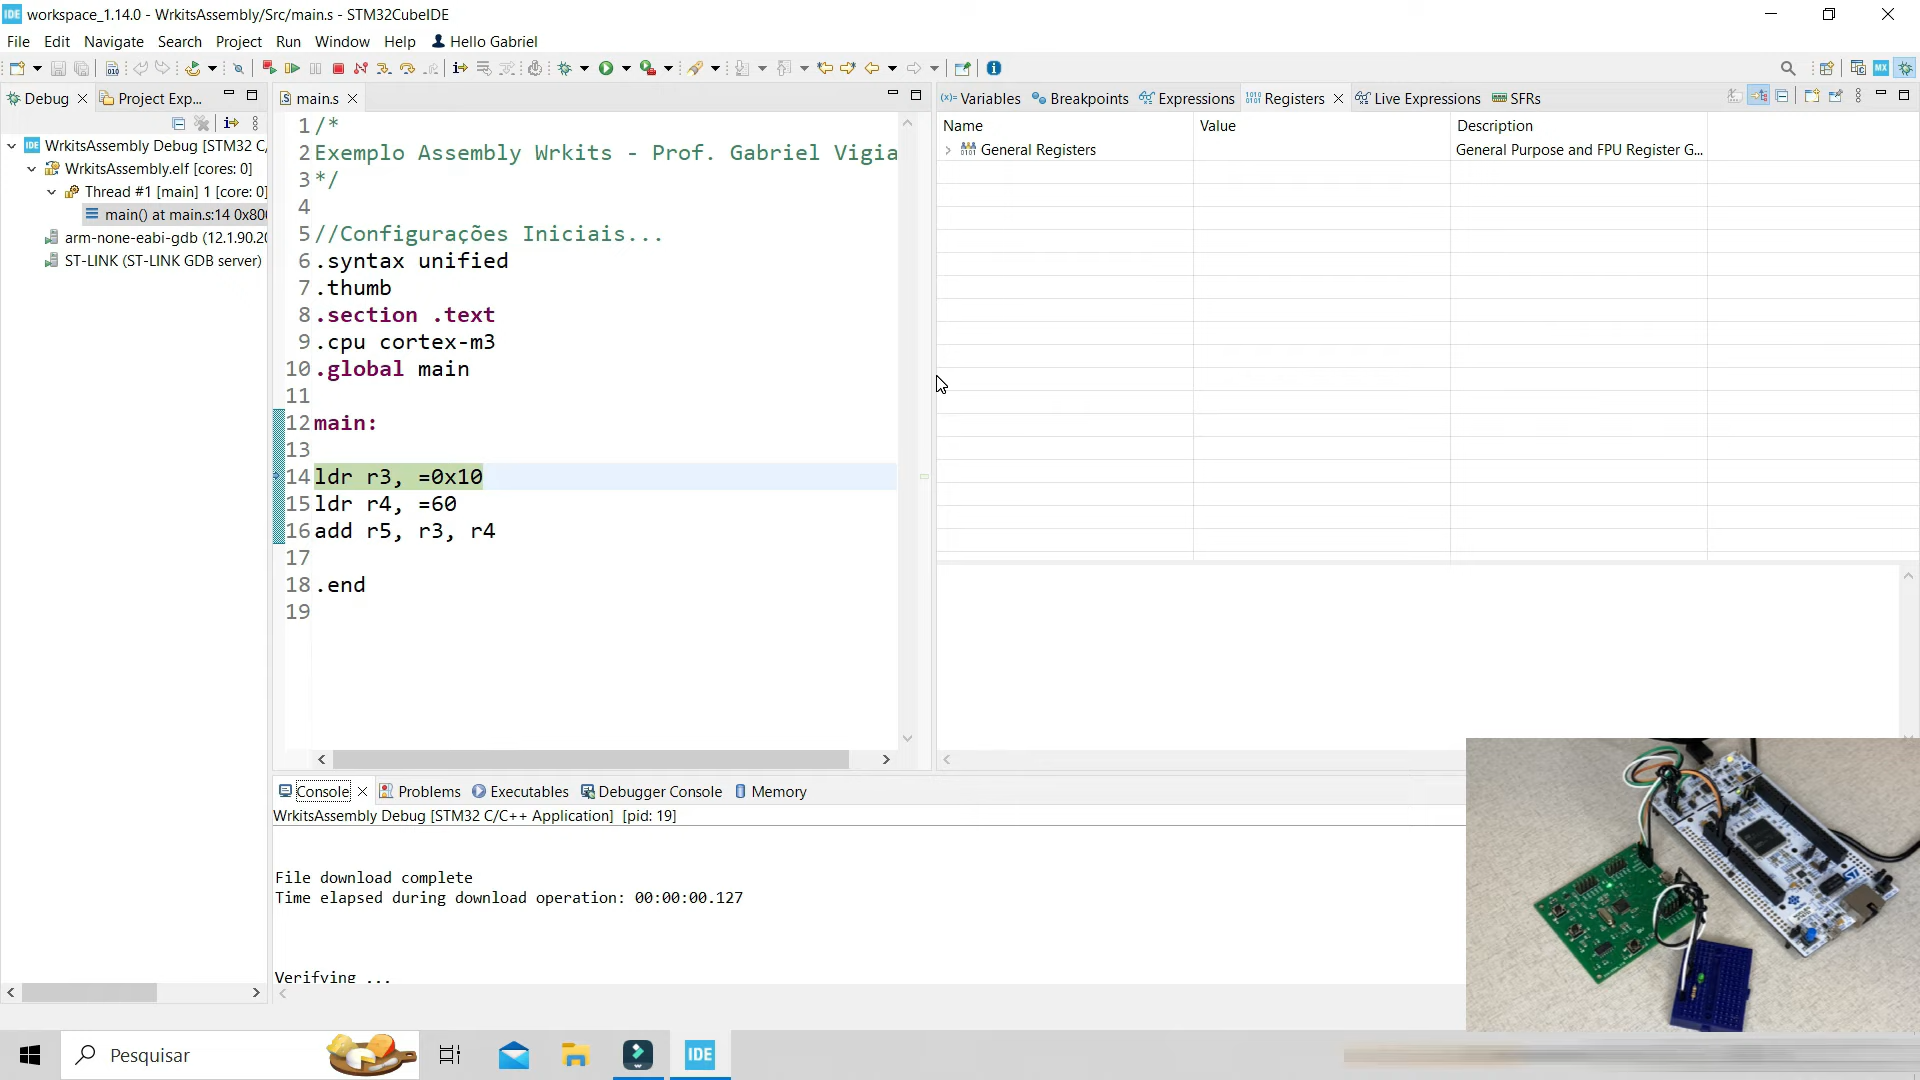 workspace_1.14.0 - WrkitsAssembly/Src/main.s - STM32CubeIDE
File Edit Navigate Search Project Run Window Help Hello Gabriel
Debug Project Exp...
WrkitsAssembly Debug [STM32 C/
WrkitsAssembly.elf [cores: 0]
Thread #1 [main] 1 [core: 0]
main() at main.s:14 0x800
arm-none-eabi-gdb (12.1.90.20
ST-LINK (ST-LINK GDB server)
main.s
1 /*
2 Exemplo Assembly Wrkits - Prof. Gabriel Vigia
3 */
4
5 //Configurações Iniciais...
6 .syntax unified
7 .thumb
8 .section .text
9 .cpu cortex-m3
10 .global main
11
12 main:
13
14 ldr r3, =0x10
15 ldr r4, =60
16 add r5, r3, r4
17
18 .end
19
Variables Breakpoints Expressions Registers Live Expressions SFRs
Name Value Description
General Registers General Purpose and FPU Register G...
Console Problems Executables Debugger Console Memory
WrkitsAssembly Debug [STM32 C/C++ Application] [pid: 19]
File download complete
Time elapsed during download operation: 00:00:00.127
Verifying ...
Pesquisar
IDE